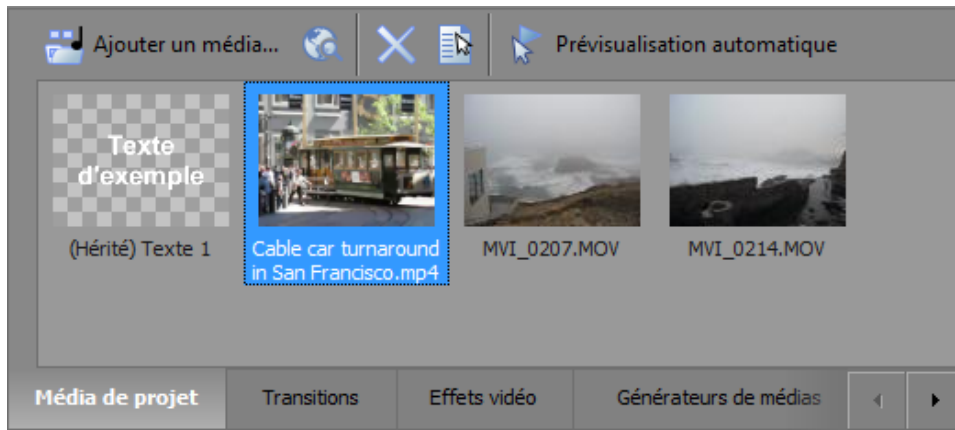 Ajouter un média...
Prévisualisation automatique
Texte
d'exemple
(Hérité) Texte 1
Cable car turnaround
in San Francisco.mp4
MVI_0207.MOV
MVI_0214.MOV
Média de projet
Transitions
Effets vidéo
Générateurs de médias